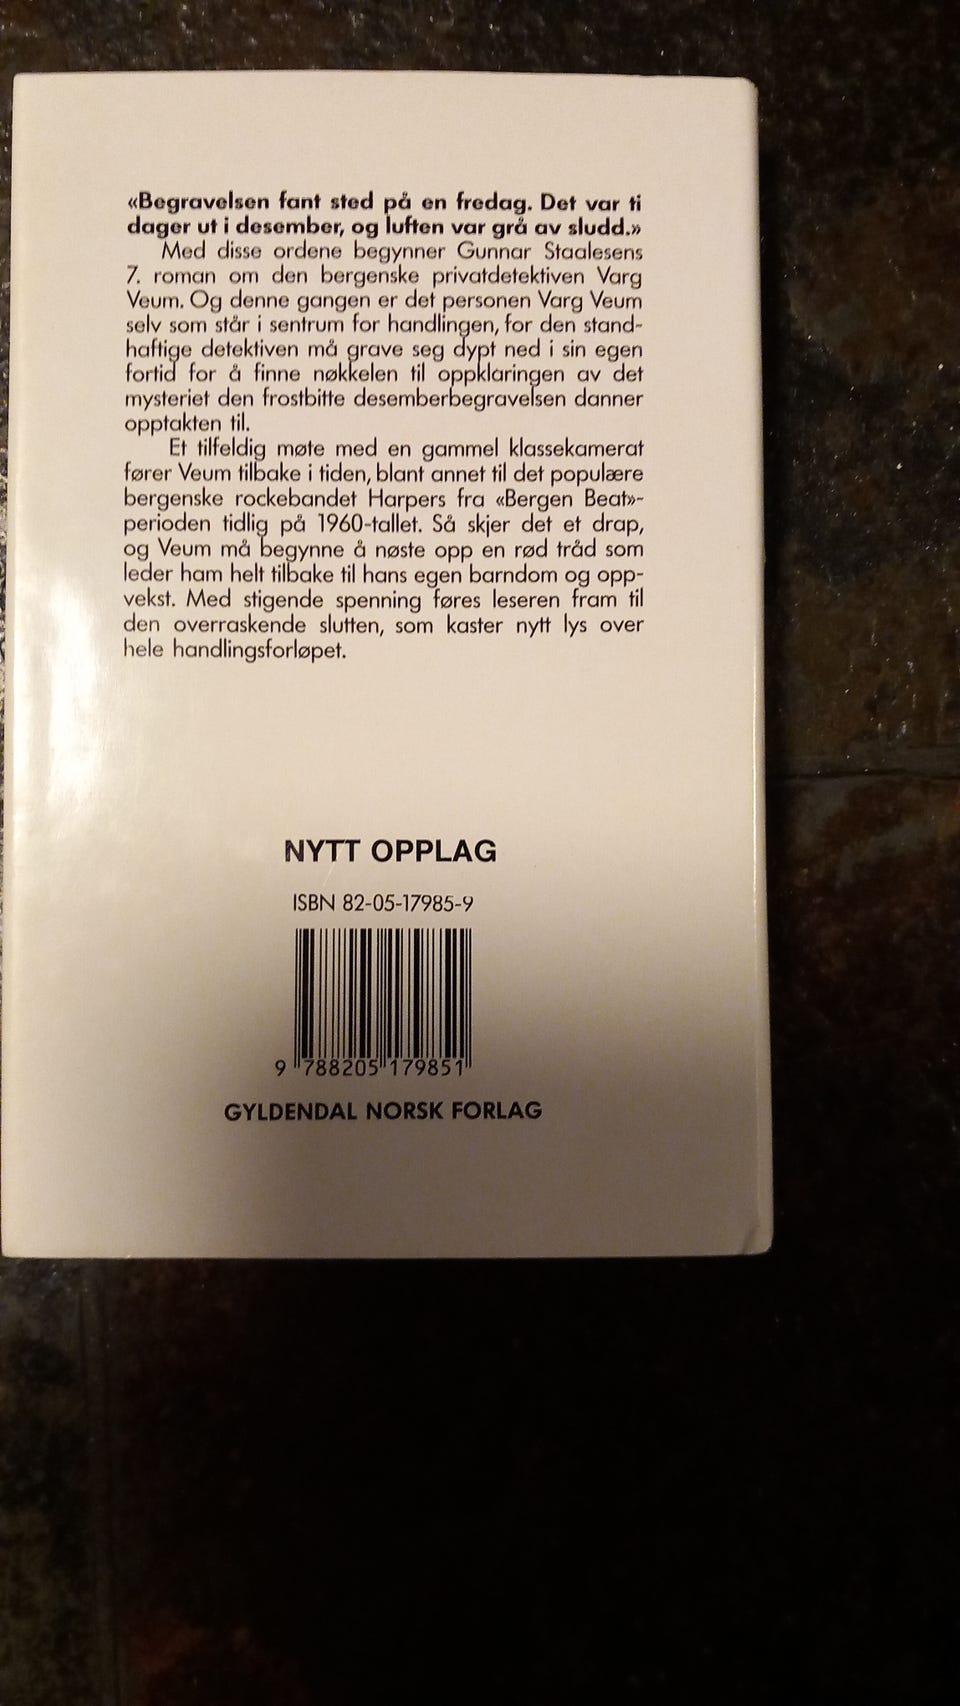 «Begravelsen fant sted på en fredag. Det var ti
dager ut i desember, og luften var grå av sludd.»
Med disse ordene begynner Gunnar Staalesens
7. roman om den bergenske privatdetektiven Varg
Veum. Og denne gangen er det personen Varg Veum
selv som står i sentrum for handlingen, for den stand-
haftige detektiven må grave seg dypt ned i sin egen
fortid for å finne nøkkelen til oppklaringen av det
mysteriet den frostbitte desemberbegravelsen danner
opptakten til.
Et tilfeldig møte med en gammel klassekamerat
fører Veum tilbake i tiden, blant annet til det populære
bergenske rockebandet Harpers fra «Bergen Beat»-
perioden tidlig på 1960-tallet. Så skjer det et drap,
og Veum må begynne å nøste opp en rød tråd som
leder ham helt tilbake til hans egen barndom og opp-
vekst. Med stigende spenning føres leseren fram til
den overraskende slutten, som kaster nytt lys over
hele handlingsforløpet.
NYTT OPPLAG
ISBN 82-05-17985-9
9 788205 179851
GYLDENDAL NORSK FORLAG